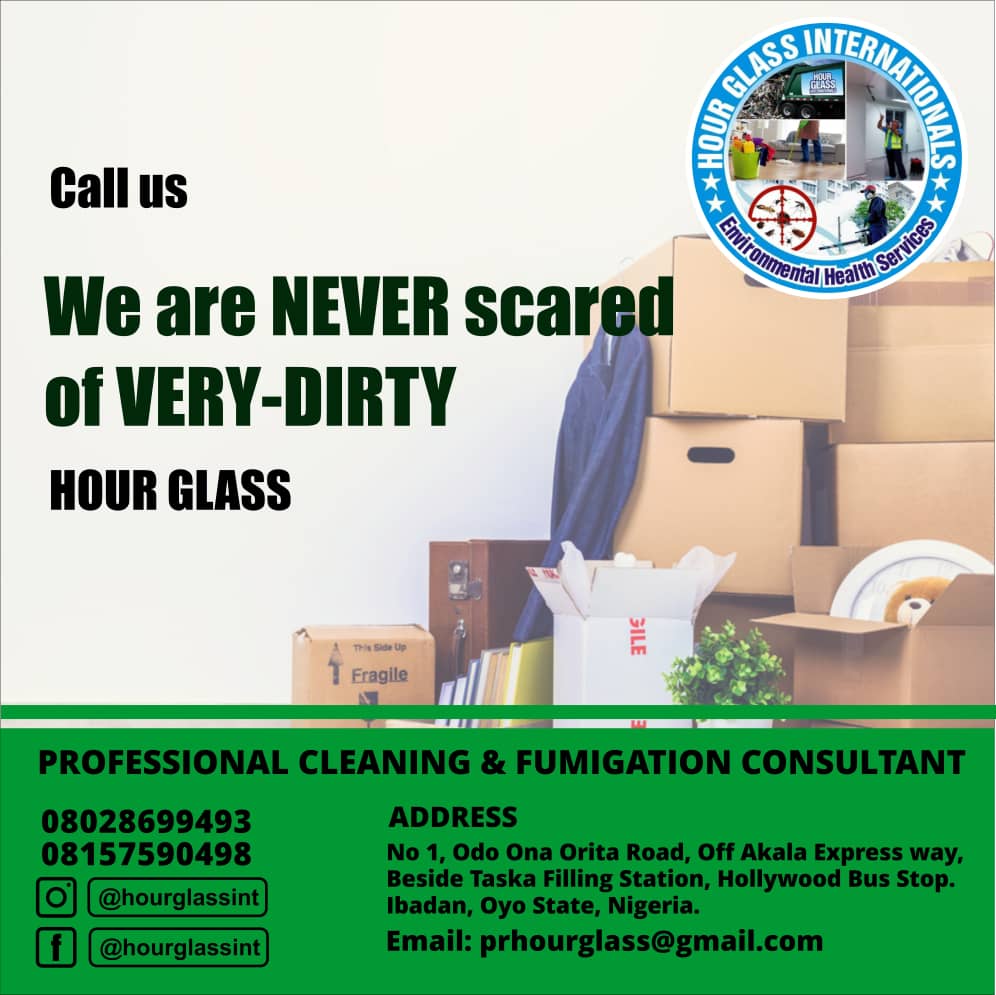 HOUR GLASS INTERNATIONALS
HOUR
GLASS
Environmental Health Services
Call us
We are NEVER scared
of VERY-DIRTY
HOUR GLASS
This Side Up
Fragile
GILE
PROFESSIONAL CLEANING & FUMIGATION CONSULTANT
08028699493
08157590498
@hourglassint
@hourglassint
ADDRESS
No 1, Odo Ona Orita Road, Off Akala Express way,
Beside Taska Filling Station, Hollywood Bus Stop.
Ibadan, Oyo State, Nigeria.
Email: prhourglass@gmail.com